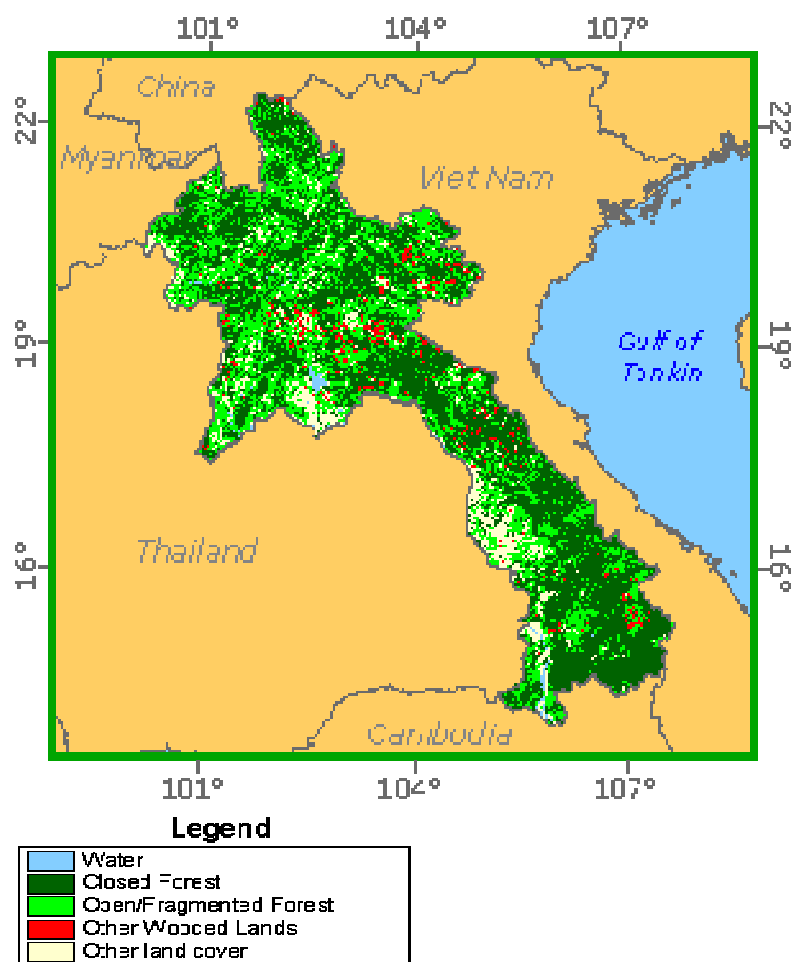 101° 104° 107°
22° 22°
China
Myanmar
Viet Nam
19° 19°
Gulf of
Tonkin
Thailand
16° 16°
Cambodia
101° 104° 107°
Legend
Water
Closed Forest
Open/Fragmented Forest
Other Wooded Lands
Other land cover